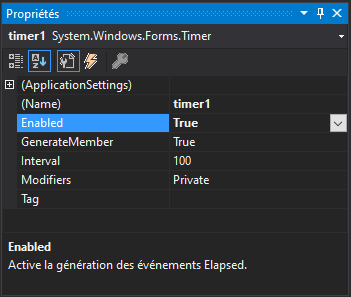 Propriétés
timer1 System.Windows.Forms.Timer
(ApplicationSettings)
(Name) timer1
Enabled True
GenerateMember True
Interval 100
Modifiers Private
Tag
Enabled
Active la génération des événements Elapsed.